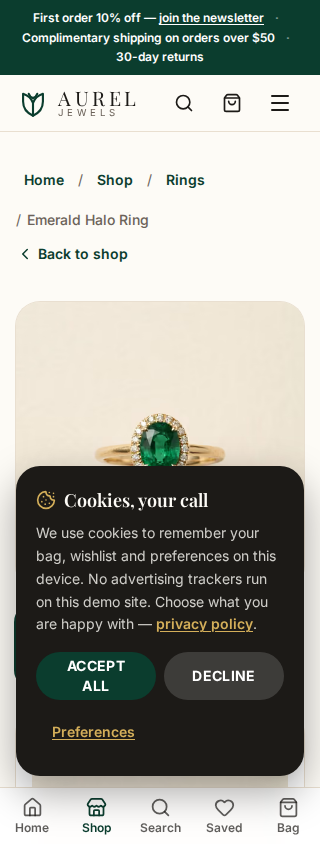 First order 10% off — join the newsletter ·
Complimentary shipping on orders over $50 ·
30-day returns
AUREL
JEWELS
Home / Shop / Rings
/ Emerald Halo Ring
Back to shop
Cookies, your call
We use cookies to remember your
bag, wishlist and preferences on this
device. No advertising trackers run
on this demo site. Choose what you
are happy with — privacy policy.
ACCEPT
ALL
DECLINE
Preferences
Home Shop Search Saved Bag